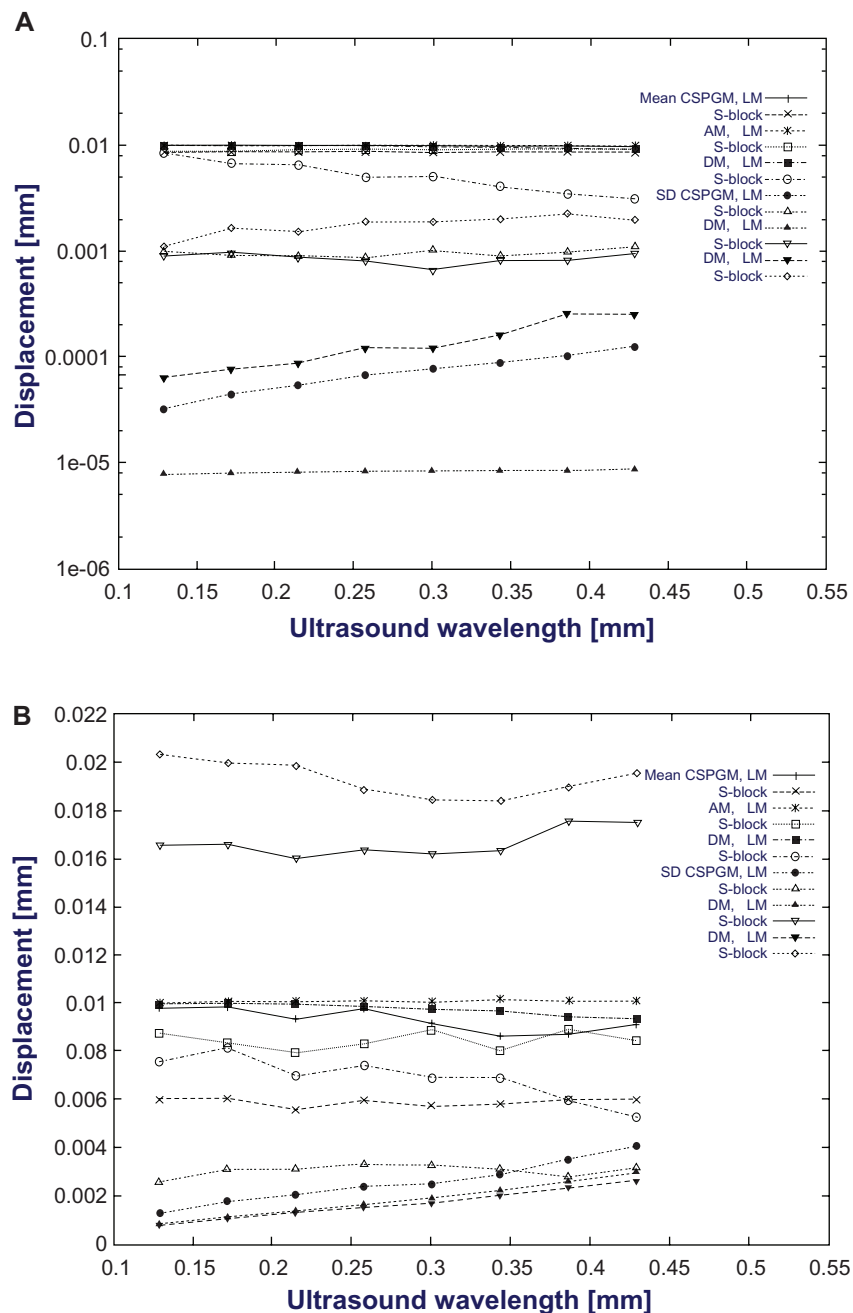 A
0.1
0.01
0.001
0.0001
1e-05
1e-06
Displacement [mm]
Mean CSPGM, LM
S-block
AM, LM
S-block
DM, LM
S-block
SD CSPGM, LM
S-block
DM, LM
S-block
DM, LM
S-block
0.1 0.15 0.2 0.25 0.3 0.35 0.4 0.45 0.5 0.55
Ultrasound wavelength [mm]
B
0.022
0.02
0.018
0.016
0.014
0.012
0.01
0.08
0.006
0.004
0.002
0
Displacement [mm]
Mean CSPGM, LM
S-block
AM, LM
S-block
DM, LM
S-block
SD CSPGM, LM
S-block
DM, LM
S-block
DM, LM
S-block
0.1 0.15 0.2 0.25 0.3 0.35 0.4 0.45 0.5 0.55
Ultrasound wavelength [mm]